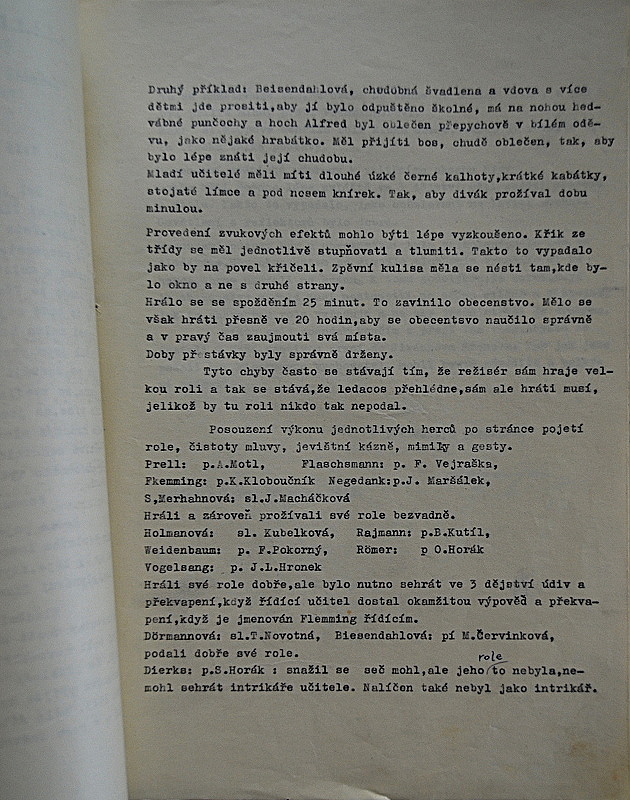 Druhý příklad: Beisendahlová, chudobná švadlena a vdova s více
dětmi jde prositi,aby jí bylo odpuštěno školné, má na nohou hed-
vábné punčochy a hoch Alfred byl oblečen přepychově v bílém odě-
vu, jako nějaké hrabátko. Měl přijíti bos, chudě oblečen, tak, aby
bylo lépe znáti její chudobu.
Mladí učitelé měli míti dlouhé úzké černé kalhoty,krátké kabátky,
stojaté límce a pod nosem knírek. Tak, aby divák prožíval dobu
minulou.
Provedení zvukových efektů mohlo býti lépe vyzkoušeno. Křik ze
třídy se měl jednotlivě stupňovati a tlumiti. Takto to vypadalo
jako by na povel křičeli. Zpěvní kulisa měla se nésti tam,kde by-
lo okno a ne s druhé strany.
Hrálo se se spožděním 25 minut. To zavinilo obecenstvo. Mělo se
však hráti přesně ve 20 hodin,aby se obecentsvo naučilo správně
a v pravý čas zaujmouti svá místa.
Doby přestávky byly správně drženy.
Tyto chyby často se stávají tím, že režisér sám hraje vel-
kou roli a tak se stává,že ledacos přehlédne,sám ale hráti musí,
jelikož by tu roli nikdo tak nepodal.
Posouzení výkonu jednotlivých herců po stránce pojetí
role, čistoty mluvy, jevištní kázně, mimiky a gesty.
Prell: p.A.Motl, Flaschsmann: p. F. Vejražka,
Fkemming: p.K.Kloboučník Negedank:p.J. Maršálek,
S,Merhahnová: sl.J.Macháčková
Hráli a zároveň prožívali své role bezvadně.
Holmanová: sl. Kubelková, Rajmann: p.B.Kutil,
Weidenbaum: p. F.Pokorný, Römer: p O.Horák
Vogelsang: p. J.L.Hronek
Hráli své role dobře,ale bylo nutno sehrát ve 3 dějství údiv a
překvapení,když řídící učitel dostal okamžitou výpověď a překva-
pení,když je jmenován Flemming řídícím.
Dörmannová: sl.T.Novotná, Biesendahlová: pí M.Červinková,
podali dobře své role.
Dierks: p.S.Horák : snažil se seč mohl,ale jeho role to nebyla,ne-
mohl sehrát intrikáře učitele. Nalíčen také nebyl jako intrikář.